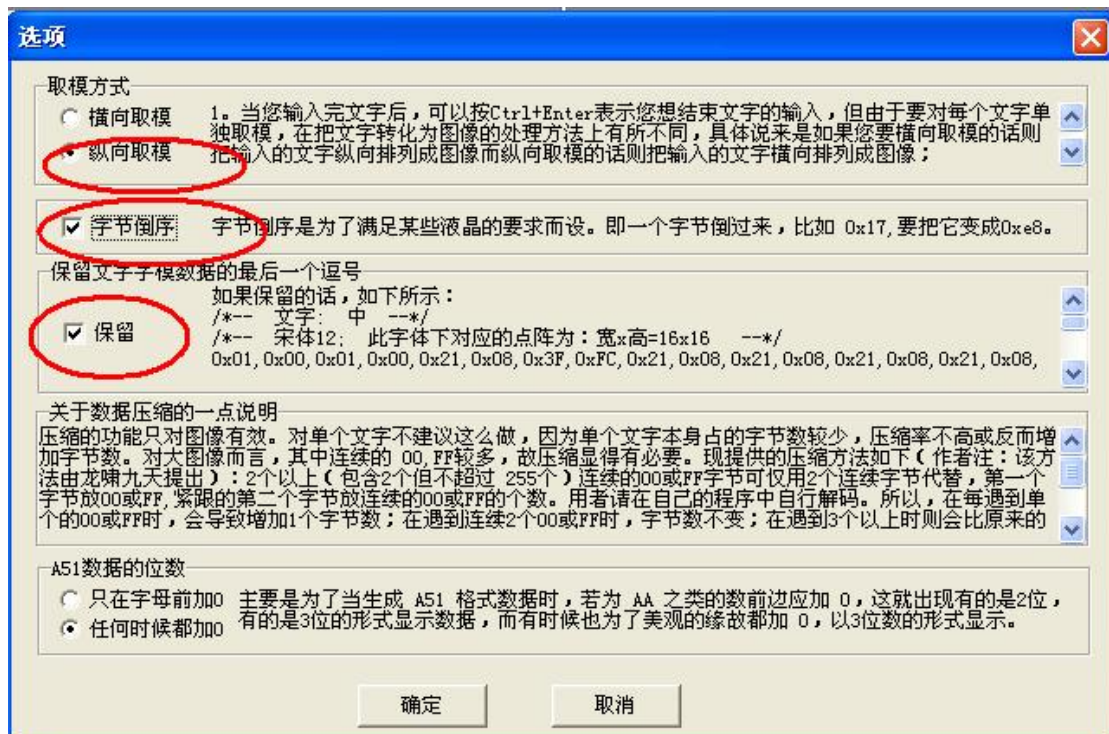 选项
取模方式
横向取模
纵向取模
1。当您输入完文字后，可以按Ctrl+Enter表示您想结束文字的输入，但由于要对每个文字单
独取模，在把文字转化为图像的处理方法上有所不同，具体说来是如果您要横向取模的话则
把输入的文字纵向排列成图像而纵向取模的话则把输入的文字横向排列成图像；
字节倒序
字节倒序是为了满足某些液晶的要求而设。即一个字节倒过来，比如 0x17,要把它变成0xe8。
保留文字字模数据的最后一个逗号
保留
如果保留的话，如下所示：
/*-- 文字: 中 --*/
/*-- 宋体12; 此字体下对应的点阵为：宽x高=16x16 --*/
0x01,0x00,0x01,0x00,0x21,0x08,0x3F,0xFC,0x21,0x08,0x21,0x08,0x21,0x08,0x21,0x08,
关于数据压缩的一点说明
压缩的功能只对图像有效。对单个文字不建议这么做，因为单个文字本身占的字节数较少，压缩率不高或反而增
加字节数。对大图像而言，其中连续的 00,FF较多，故压缩显得有必要。现提供的压缩方法如下（作者注：该方
法由龙啸九天提出）：2个以上（包含2个但不超过 255个）连续的00或FF字节可仅用2个连续字节代替，第一个
字节放00或FF,紧跟的第二个字节放连续的00或FF的个数。用者请在自己的程序中自行解码。所以，在每遇到单
个的00或FF时，会导致增加1个字节数；在遇到连续2个00或FF时，字节数不变；在遇到3个以上时则会比原来的
A51数据的位数
只在字母前加0
任何时候都加0
主要是为了当生成 A51 格式数据时，若为 AA 之类的数前边应加 0，这就出现有的是2位，
有的是3位的形式显示数据，而有时候也为了美观的缘故都加 0，以3位数的形式显示。
确定
取消